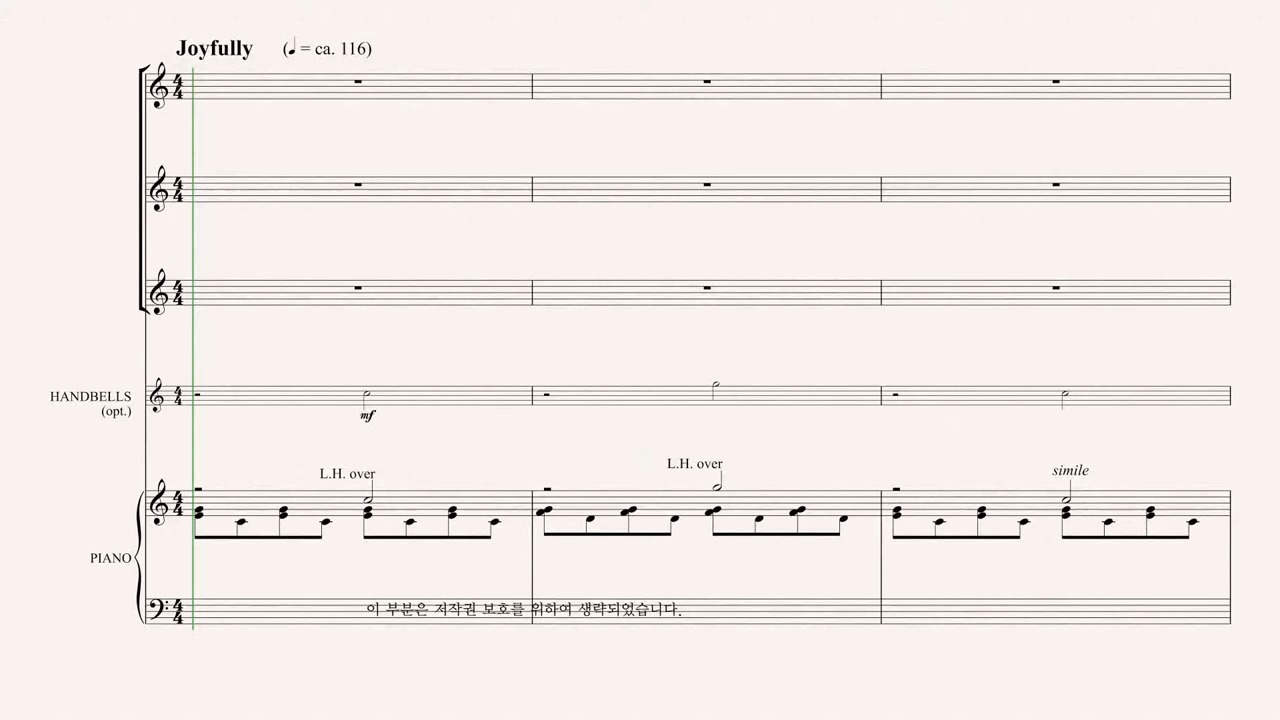 Joyfully (♩ = ca. 116)
HANDBELLS
(opt.)
mf
L.H. over
L.H. over
simile
PIANO
이 부분은 저작권 보호를 위하여 생략되었습니다.